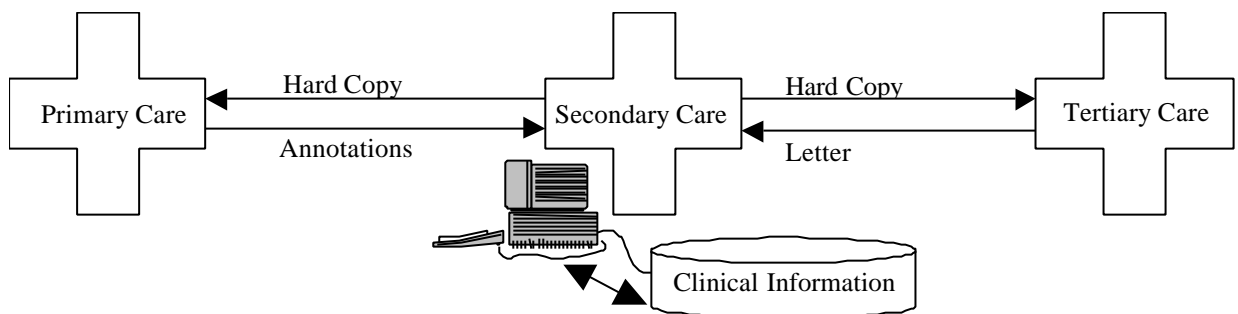 Hard Copy
Hard Copy
Primary Care
Secondary Care
Tertiary Care
Annotations
Letter
Clinical Information